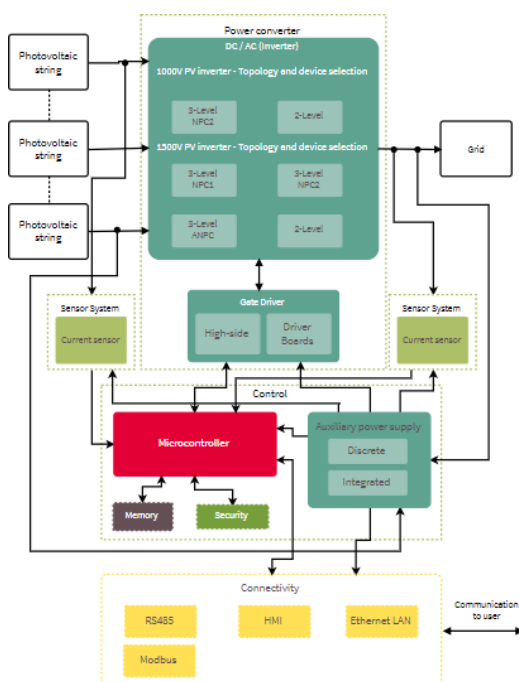 Power converter
DC / AC (Inverter)
Photovoltaic
string
1000V PV inverter - Topology and device selection
3-Level
NPC2
2-Level
Photovoltaic
string
1500V PV inverter - Topology and device selection
Grid
3-Level
NPC1
3-Level
NPC2
Photovoltaic
string
3-Level
ANPC
2-Level
Gate Driver
High-side
Driver
Boards
Sensor System
Current sensor
Sensor System
Current sensor
Control
Microcontroller
Auxiliary power supply
Discrete
Integrated
Memory
Security
Connectivity
RS485
HMI
Ethernet LAN
Modbus
Communication
to user